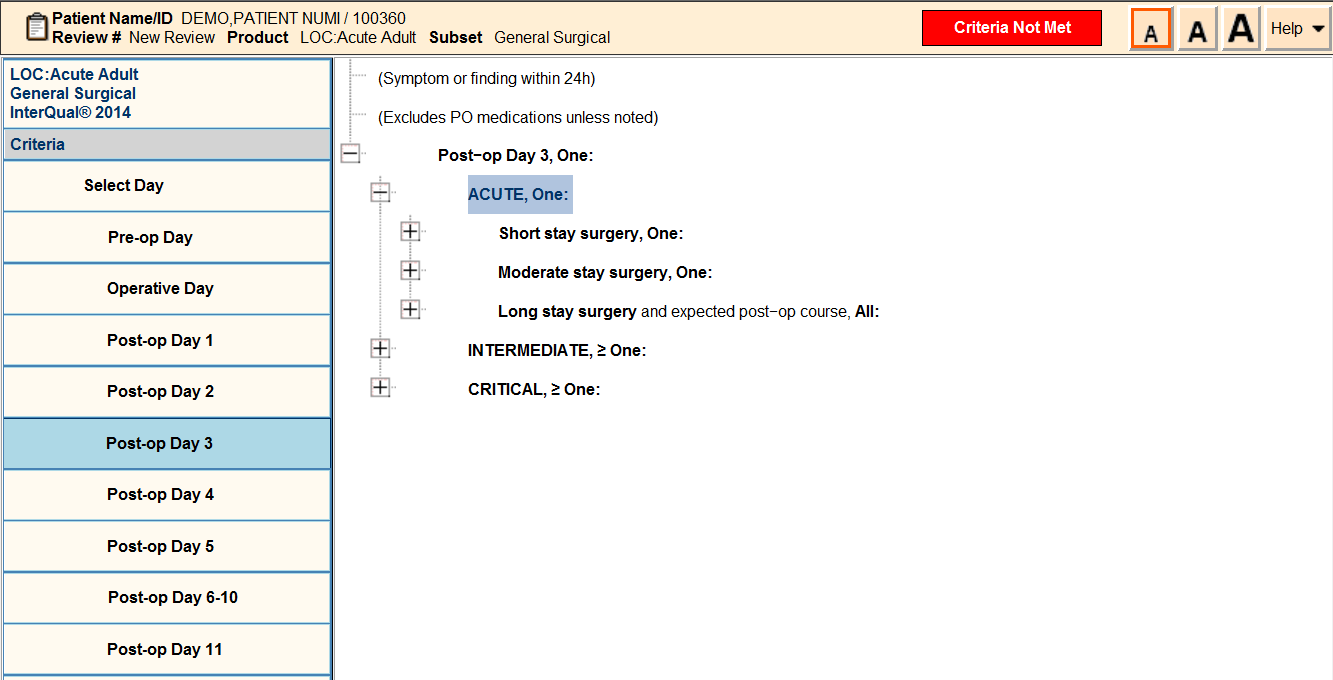 Patient Name/ID DEMO,PATIENT NUMI / 100360
Review # New Review Product LOC:Acute Adult Subset General Surgical
Criteria Not Met
A A A Help
LOC:Acute Adult
General Surgical
InterQual® 2014
Criteria
Select Day
Pre-op Day
Operative Day
Post-op Day 1
Post-op Day 2
Post-op Day 3
Post-op Day 4
Post-op Day 5
Post-op Day 6-10
Post-op Day 11
(Symptom or finding within 24h)
(Excludes PO medications unless noted)
Post-op Day 3, One:
ACUTE, One:
Short stay surgery, One:
Moderate stay surgery, One:
Long stay surgery and expected post-op course, All:
INTERMEDIATE, ≥ One:
CRITICAL, ≥ One: